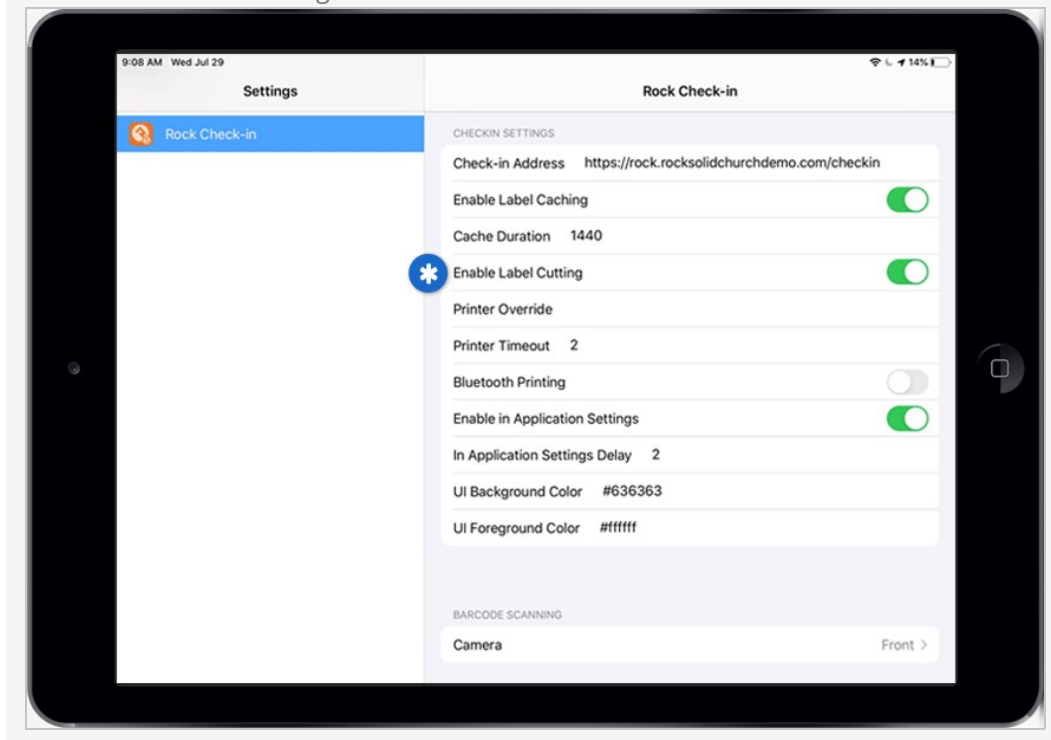 9:08 AM Wed Jul 29
14%
Settings
Rock Check-in
Rock Check-in
CHECKIN SETTINGS
Check-in Address https://rock.rocksolidchurchdemo.com/checkin
Enable Label Caching
Cache Duration 1440
Enable Label Cutting
Printer Override
Printer Timeout 2
Bluetooth Printing
Enable in Application Settings
In Application Settings Delay 2
UI Background Color #636363
UI Foreground Color #ffffff
BARCODE SCANNING
Camera Front >